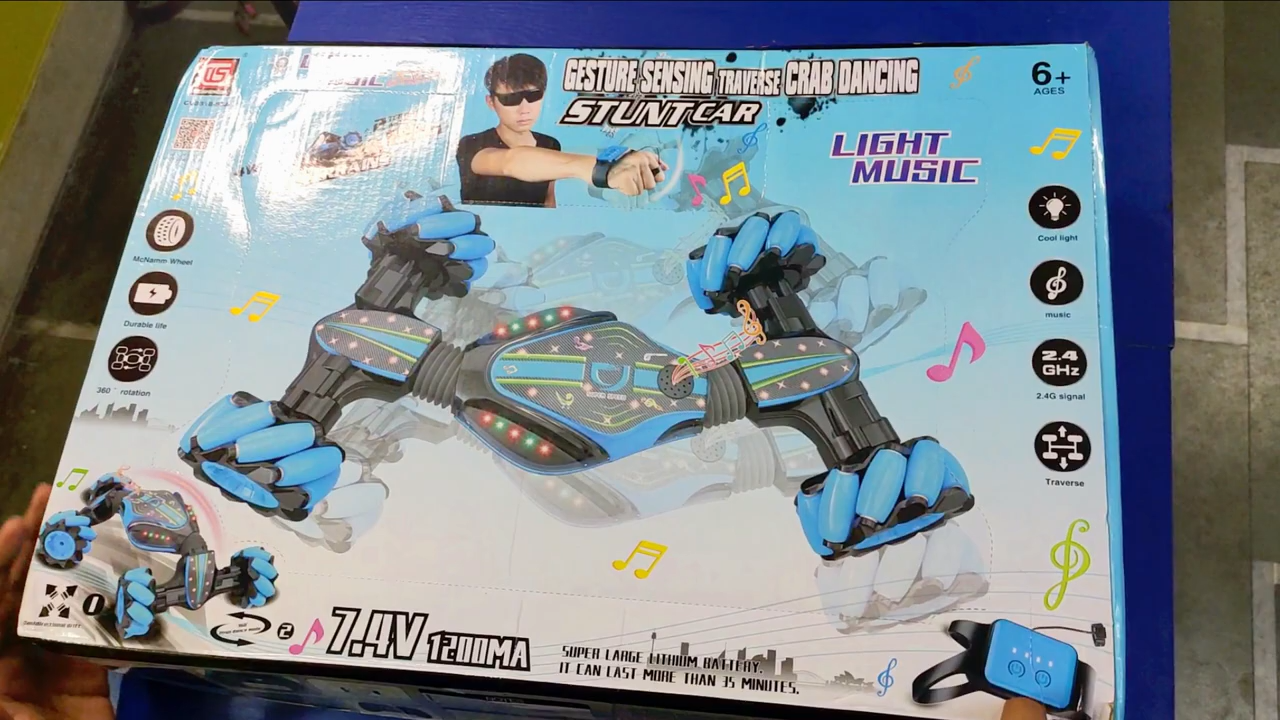 GESTURE SENSING TRAVERSE CRAB DANCING
STUNT CAR
6+
AGES
LIGHT
MUSIC
McNamm Wheel
Durable life
360° rotation
Cool light
music
2.4
GHz
2.4G signal
Traverse
7.4V 1200MA
SUPER LARGE LITHIUM BATTERY.
IT CAN LAST MORE THAN 35 MINUTES.